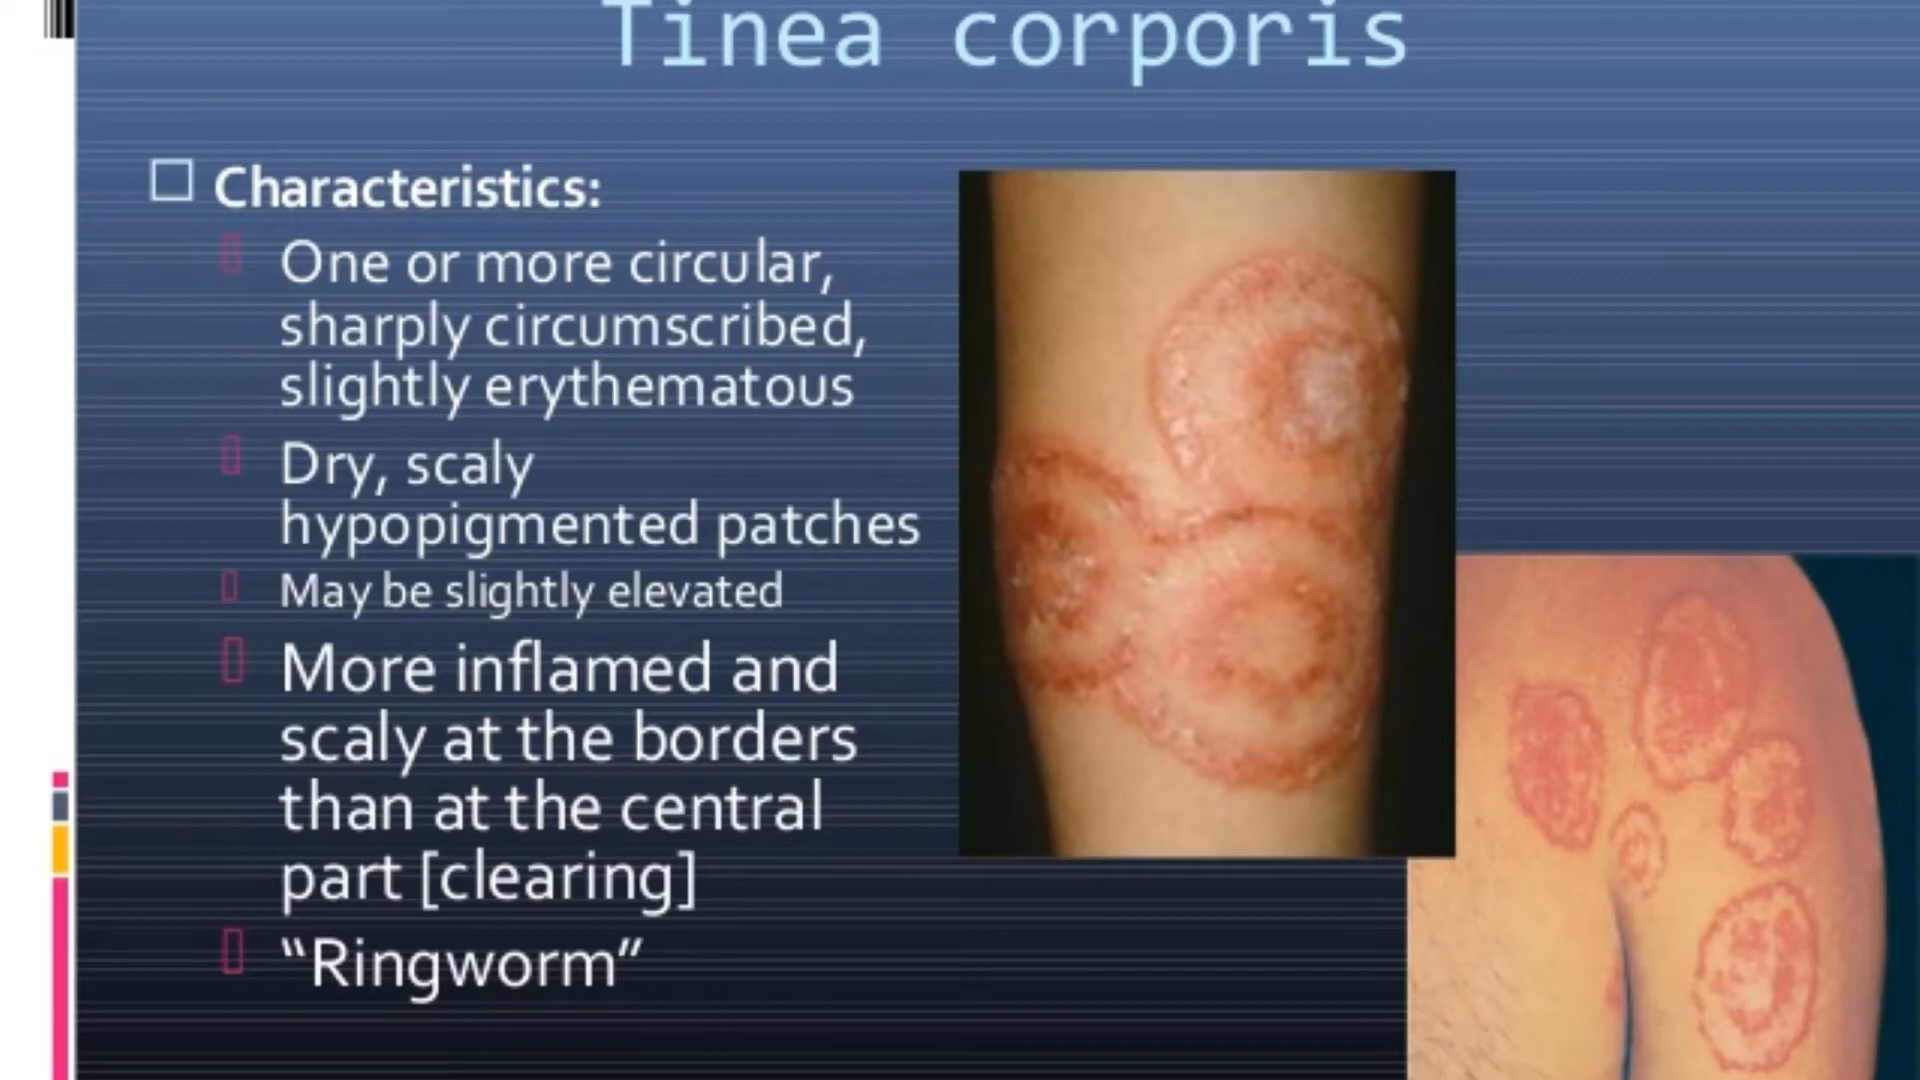 Tinea corporis
Characteristics:
One or more circular,
sharply circumscribed,
slightly erythematous
Dry, scaly
hypopigmented patches
May be slightly elevated
More inflamed and
scaly at the borders
than at the central
part [clearing]
“Ringworm”